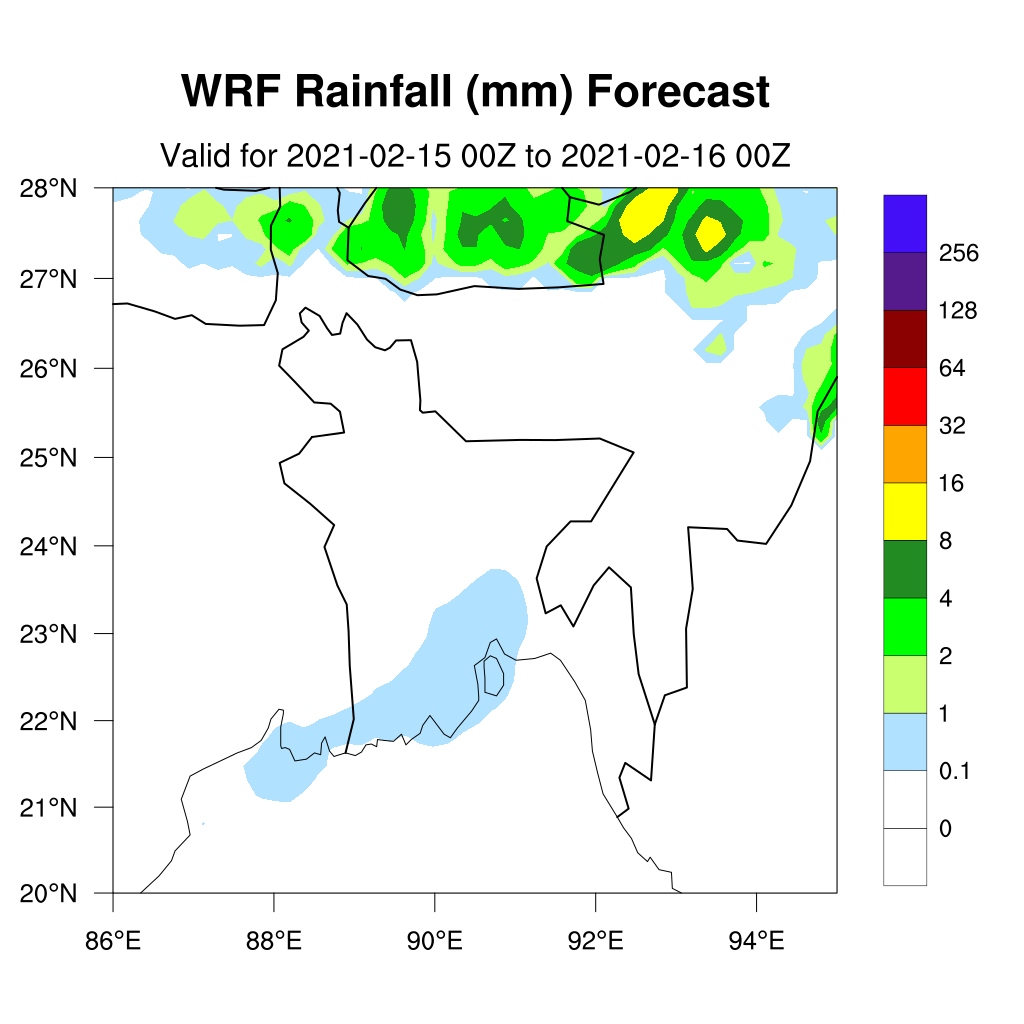 WRF Rainfall (mm) Forecast
Valid for 2021-02-15 00Z to 2021-02-16 00Z
28°N
27°N
26°N
25°N
24°N
23°N
22°N
21°N
20°N
86°E 88°E 90°E 92°E 94°E
256
128
64
32
16
8
4
2
1
0.1
0